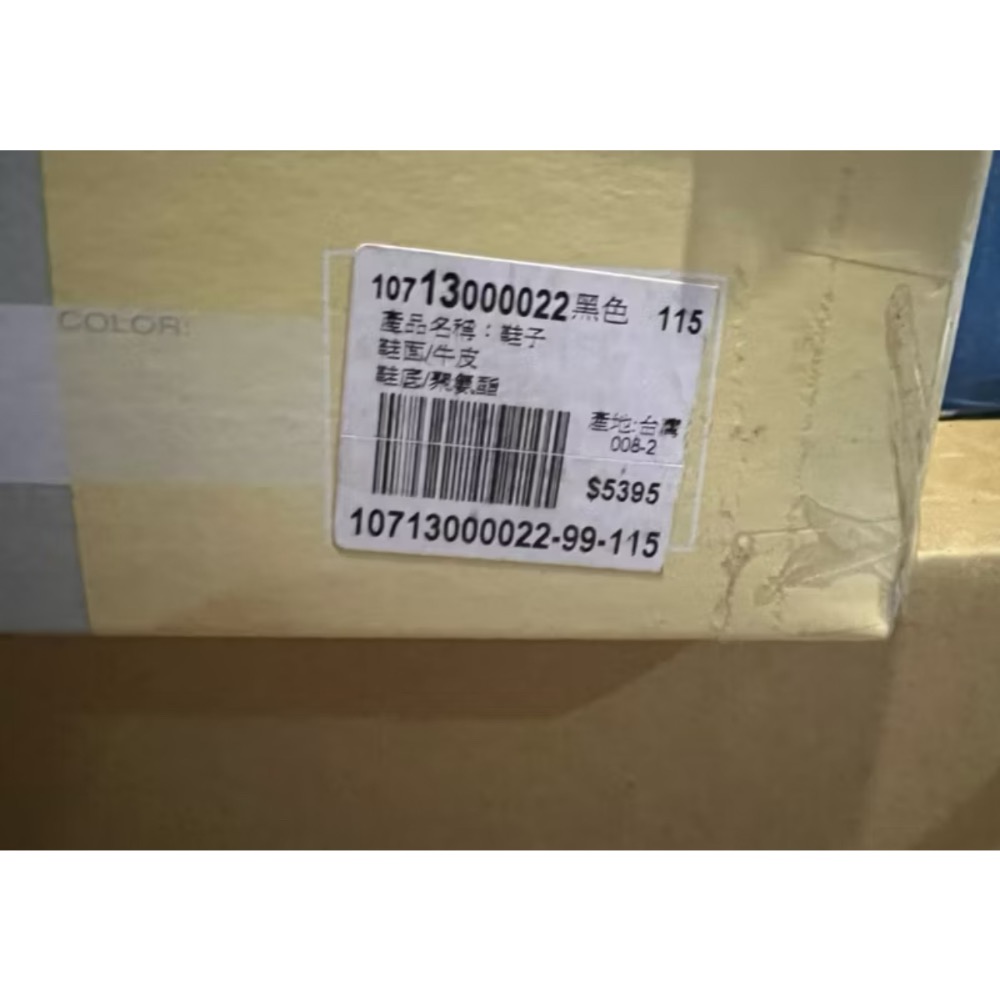 COLOR:
10713000022黑色 115
產品名稱：鞋子
鞋面/牛皮
鞋底/聚氨酯
產地:台灣
008-2
$5395
10713000022-99-115